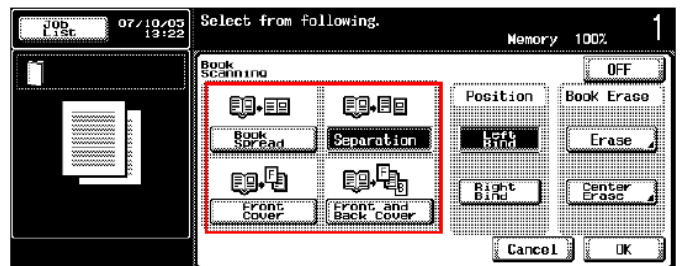 Job List
07/10/03
13:22
Select from following.
Memory 100% 1
Book Scanning
OFF
Position
Book Erase
Book Spread
Separation
Left Bind
Erase
F
F
B
Front Cover
Front and Back Cover
Right Bind
Center Erase
Cancel
OK